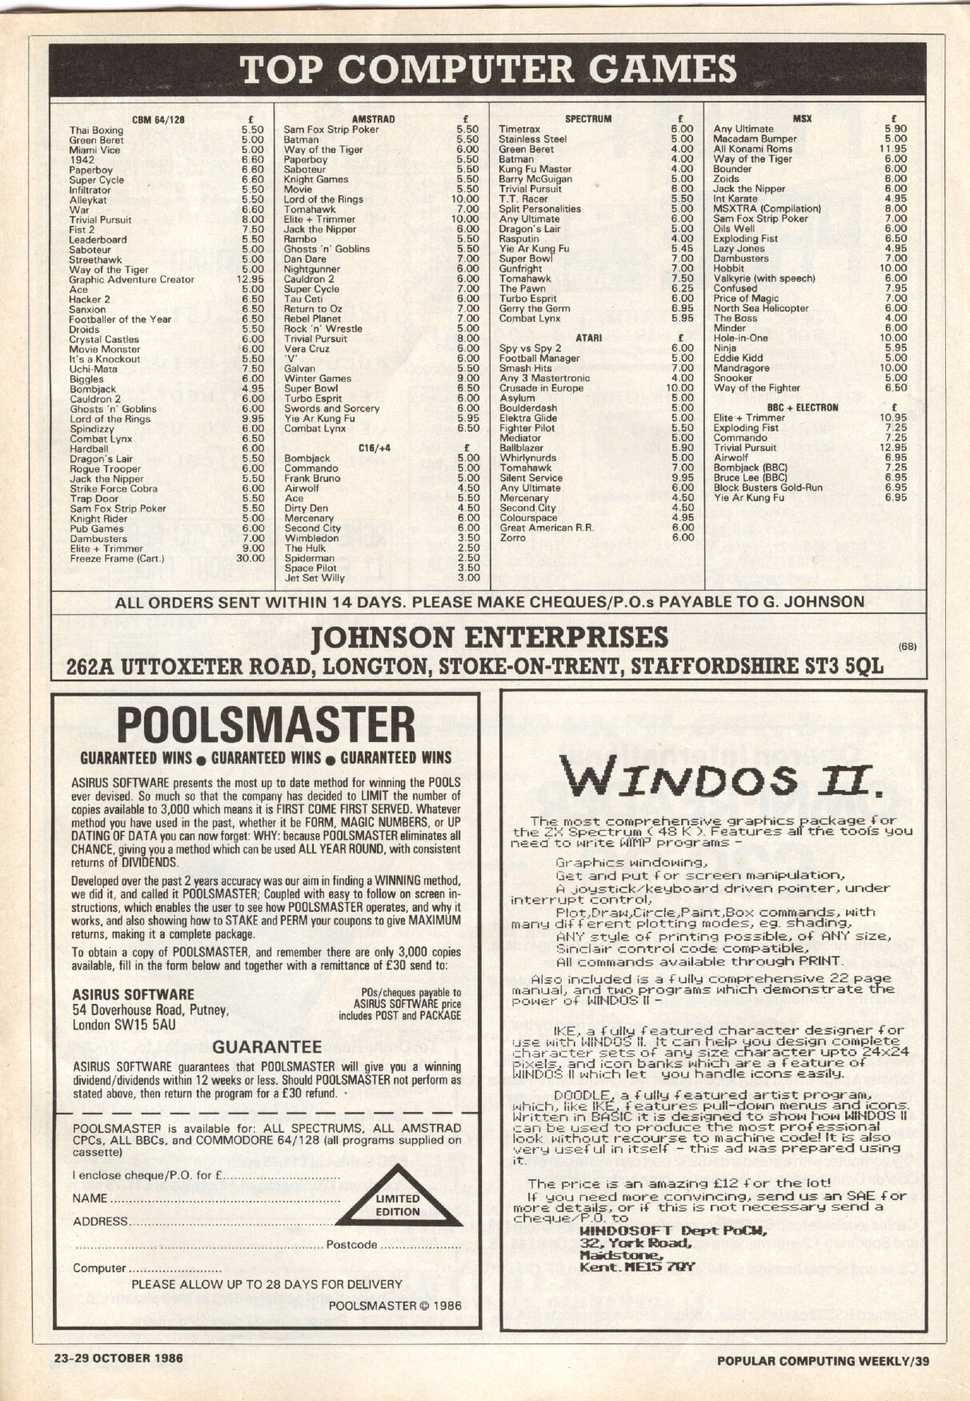 TOP COMPUTER GAMES
CBM 64/128 £
Thai Boxing 5.50
Green Beret 5.00
Miami Vice 5.00
1942 6.60
Paperboy 6.60
Super Cycle 6.60
Infiltrator 5.50
Alleykat 5.50
War 6.50
Trivial Pursuit 8.00
Fist 2 7.50
Leaderboard 5.50
Saboteur 5.00
Streethawk 5.00
Way of the Tiger 5.00
Graphic Adventure Creator 12.95
Ace 5.00
Hacker 2 6.50
Sanxion 6.50
Footballer of the Year 6.50
Droids 5.50
Crystal Castles 6.00
Movie Monster 6.00
It's a Knockout 5.50
Uchi-Mata 7.50
Biggles 6.00
Bombjack 4.95
Cauldron 2 6.00
Ghosts 'n' Goblins 6.00
Lord of the Rings 9.95
Spindizzy 6.00
Combat Lynx 6.50
Hardball 6.00
Dragon's Lair 5.50
Rogue Trooper 6.00
Jack the Nipper 5.50
Strike Force Cobra 6.00
Trap Door 5.50
Sam Fox Strip Poker 5.50
Knight Rider 5.00
Pub Games 6.00
Dambusters 7.00
Elite + Trimmer 9.00
Freeze Frame (Cart.) 30.00
AMSTRAD £
Sam Fox Strip Poker 5.50
Batman 5.50
Way of the Tiger 6.00
Paperboy 5.50
Saboteur 5.50
Knight Games 5.50
Movie 5.50
Lord of the Rings 10.00
Tomahawk 7.00
Elite + Trimmer 10.00
Jack the Nipper 6.00
Rambo 5.50
Ghosts 'n' Goblins 5.50
Dan Dare 7.00
Nightgunner 6.00
Cauldron 2 6.00
Super Cycle 7.00
Tau Ceti 6.00
Return to Oz 7.00
Rebel Planet 7.00
Rock 'n' Wrestle 5.00
Trivial Pursuit 8.00
Vera Cruz 6.00
'V' 6.00
Galvan 5.50
Winter Games 9.00
Super Bowl 6.50
Turbo Esprit 6.00
Swords and Sorcery 6.00
Yie Ar Kung Fu 5.95
Combat Lynx 6.50
C16/+4 £
Bombjack 5.00
Commando 5.00
Frank Bruno 5.00
Airwolf 4.50
Ace 5.50
Dirty Den 4.50
Mercenary 6.00
Second City 6.00
Wimbledon 3.50
The Hulk 2.50
Spiderman 2.50
Space Pilot 3.50
Jet Set Willy 3.00
SPECTRUM £
Timetrax 6.00
Stainless Steel 5.00
Green Beret 4.00
Batman 4.00
Kung Fu Master 4.00
Barry McGuigan 5.00
Trivial Pursuit 6.00
T.T. Racer 5.50
Split Personalities 5.00
Any Ultimate 6.00
Dragon's Lair 5.00
Rasputin 4.00
Yie Ar Kung Fu 5.45
Super Bowl 7.00
Gunfright 7.00
Tomahawk 7.50
The Pawn 6.25
Turbo Esprit 6.00
Gerry the Germ 6.95
Combat Lynx 5.95
ATARI £
Spy vs Spy 2 6.00
Football Manager 5.00
Smash Hits 7.00
Any 3 Mastertronic 4.00
Crusade in Europe 10.00
Asylum 5.00
Boulderdash 5.00
Elektra Glide 5.00
Fighter Pilot 5.50
Mediator 5.00
Ballblazer 5.90
Whirlynurds 5.00
Tomahawk 7.00
Silent Service 9.95
Any Ultimate 6.00
Mercenary 4.50
Second City 4.50
Colourspace 4.95
Great American R.R. 6.00
Zorro 6.00
MSX £
Any Ultimate 5.90
Macadam Bumper 5.00
All Konami Roms 11.95
Way of the Tiger 6.00
Bounder 6.00
Zoids 6.00
Jack the Nipper 6.00
Int Karate 4.95
MSXTRA (Compilation) 8.00
Sam Fox Strip Poker 7.00
Oils Well 6.00
Exploding Fist 6.50
Lazy Jones 4.95
Dambusters 7.00
Hobbit 10.00
Valkyrie (with speech) 6.00
Confused 7.95
Price of Magic 7.00
North Sea Helicopter 6.00
The Boss 4.00
Minder 6.00
Hole-in-One 10.00
Ninja 5.95
Eddie Kidd 5.00
Mandragore 10.00
Snooker 5.00
Way of the Fighter 6.50
BBC + ELECTRON £
Elite + Trimmer 10.95
Exploding Fist 7.25
Commando 7.25
Trivial Pursuit 12.95
Airwolf 6.95
Bombjack (BBC) 7.25
Bruce Lee (BBC) 6.95
Block Busters Gold-Run 6.95
Yie Ar Kung Fu 6.95
ALL ORDERS SENT WITHIN 14 DAYS. PLEASE MAKE CHEQUES/P.O.s PAYABLE TO G. JOHNSON
JOHNSON ENTERPRISES
262A UTTOXETER ROAD, LONGTON, STOKE-ON-TRENT, STAFFORDSHIRE ST3 5QL
(68)
POOLSMASTER
GUARANTEED WINS ● GUARANTEED WINS ● GUARANTEED WINS
ASIRUS SOFTWARE presents the most up to date method for winning the POOLS
ever devised. So much so that the company has decided to LIMIT the number of
copies available to 3,000 which means it is FIRST COME FIRST SERVED. Whatever
method you have used in the past, whether it be FORM, MAGIC NUMBERS, or UP
DATING OF DATA you can now forget: WHY: because POOLSMASTER eliminates all
CHANCE, giving you a method which can be used ALL YEAR ROUND, with consistent
returns of DIVIDENDS.
Developed over the past 2 years accuracy was our aim in finding a WINNING method,
we did it, and called it POOLSMASTER; Coupled with easy to follow on screen in-
structions, which enables the user to see how POOLSMASTER operates, and why it
works, and also showing how to STAKE and PERM your coupons to give MAXIMUM
returns, making it a complete package.
To obtain a copy of POOLSMASTER, and remember there are only 3,000 copies
available, fill in the form below and together with a remittance of £30 send to:
ASIRUS SOFTWARE
54 Doverhouse Road, Putney,
London SW15 5AU
POs/cheques payable to
ASIRUS SOFTWARE price
includes POST and PACKAGE
GUARANTEE
ASIRUS SOFTWARE guarantees that POOLSMASTER will give you a winning
dividend/dividends within 12 weeks or less. Should POOLSMASTER not perform as
stated above, then return the program for a £30 refund.
POOLSMASTER is available for: ALL SPECTRUMS, ALL AMSTRAD
CPCs, ALL BBCs, and COMMODORE 64/128 (all programs supplied on
cassette)
I enclose cheque/P.O. for £..............................
NAME..............................
ADDRESS..............................
..............................Postcode......................
Computer........................
LIMITED
EDITION
PLEASE ALLOW UP TO 28 DAYS FOR DELIVERY
POOLSMASTER © 1986
WINDOS II.
The most comprehensive graphics package for
the ZX Spectrum ( 48 K ). Features all the tools you
need to write WIMP programs -
Graphics windowing,
Get and put for screen manipulation,
A joystick/keyboard driven pointer, under
interrupt control,
Plot,Draw,Circle,Paint,Box commands, with
many different plotting modes, eg. shading,
ANY style of printing possible, of ANY size,
Sinclair control code compatible,
All commands available through PRINT.
Also included is a fully comprehensive 22 page
manual, and two programs which demonstrate the
power of WINDOS II -
IKE, a fully featured character designer for
use with WINDOS II. It can help you design complete
character sets of any size character upto 24x24
pixels, and icon banks which are a feature of
WINDOS II which let you handle icons easily.
DOODLE, a fully featured artist program,
which, like IKE, features pull-down menus and icons.
Written in BASIC it is designed to show how WINDOS II
can be used to produce the most professional
look without recourse to machine code! It is also
very useful in itself - this ad was prepared using
it.
The price is an amazing £12 for the lot!
If you need more convincing, send us an SAE for
more details, or if this is not necessary send a
cheque/P.O. to
WINDOSOFT Dept PoCW,
32, York Road,
Maidstone,
Kent. ME15 7QY
23-29 OCTOBER 1986
POPULAR COMPUTING WEEKLY/39